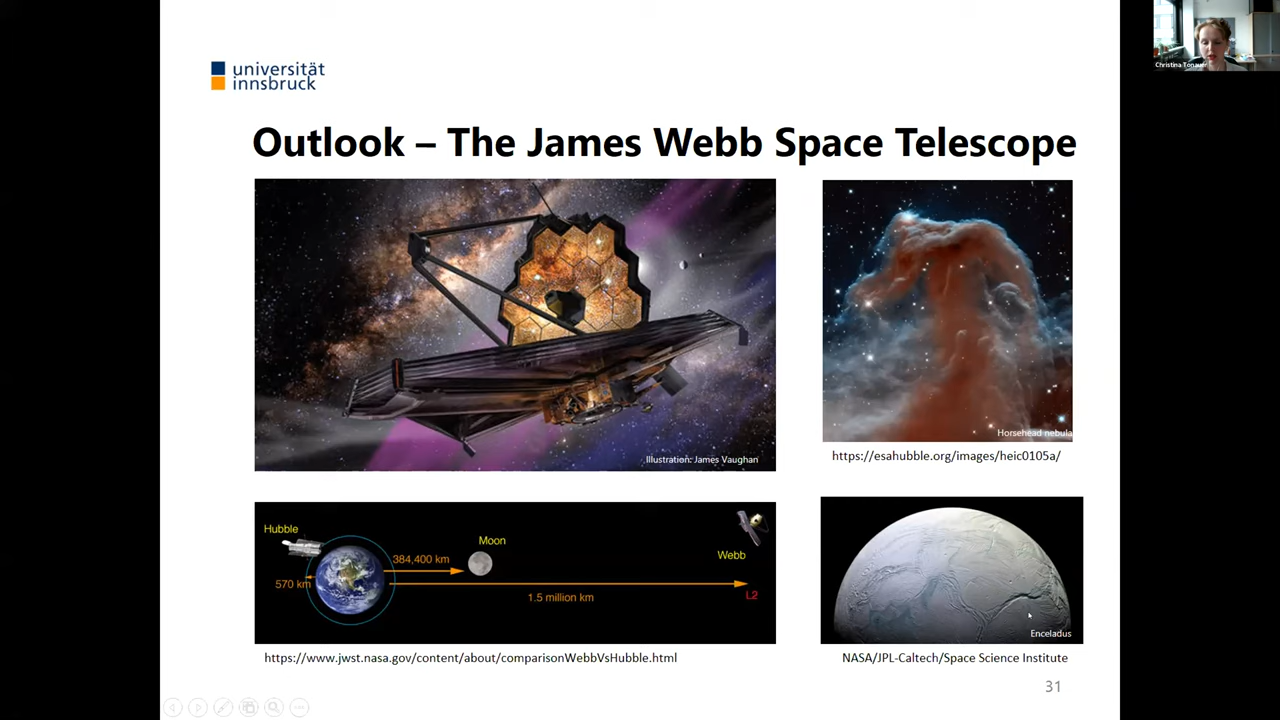 Christina Tonauer
universität
innsbruck
Outlook – The James Webb Space Telescope
Illustration: James Vaughan
Horsehead nebula
https://esahubble.org/images/heic0105a/
Hubble
Moon
384,400 km
Webb
570 km
1.5 million km
L2
Enceladus
https://www.jwst.nasa.gov/content/about/comparisonWebbVsHubble.html
NASA/JPL-Caltech/Space Science Institute
31